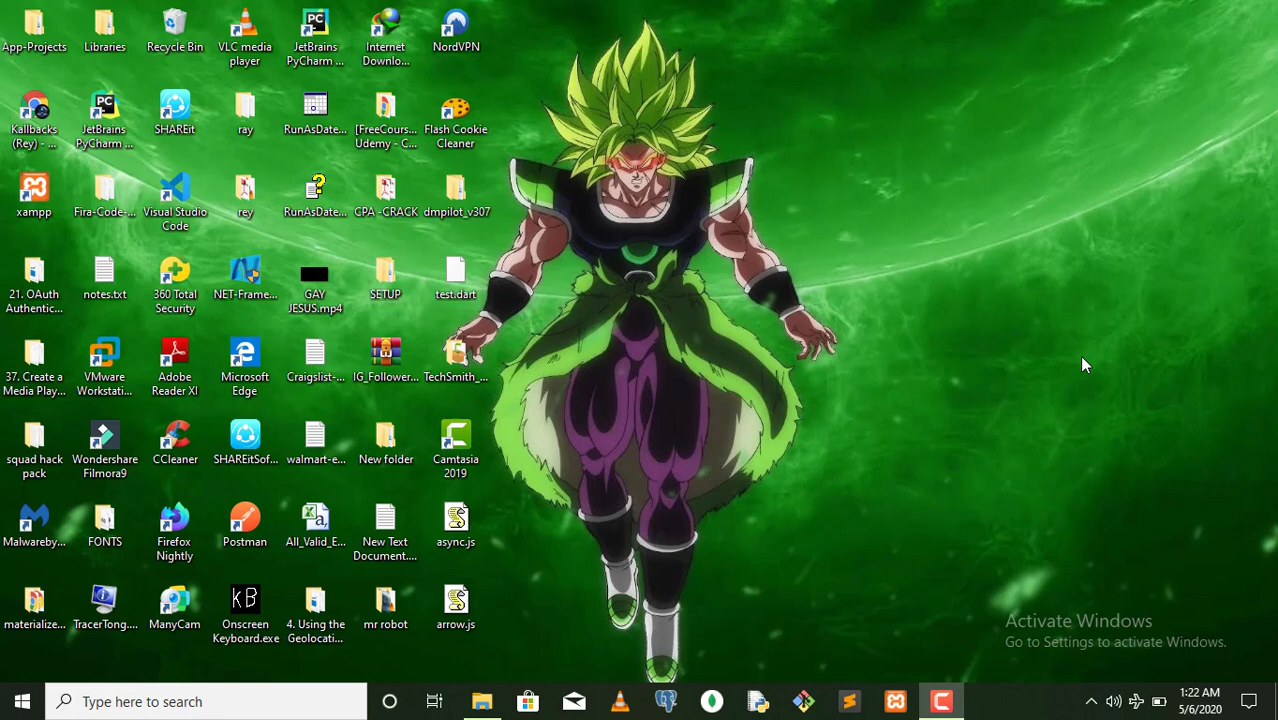 App-Projects
Libraries
Recycle Bin
VLC media
player
JetBrains
PyCharm ...
Internet
Downlo...
NordVPN
Kallbacks
(Rey) - ...
JetBrains
PyCharm ...
SHAREit
ray
RunAsDate...
[FreeCours...
Udemy - C...
Flash Cookie
Cleaner
xampp
Fira-Code-...
Visual Studio
Code
rey
RunAsDate...
CPA -CRACK
dmpilot_v307
21. OAuth
Authentic...
notes.txt
360 Total
Security
NET-Frame...
GAY
JESUS.mp4
SETUP
test.dart
37. Create a
Media Play...
VMware
Workstati...
Adobe
Reader XI
Microsoft
Edge
Craigslist-...
IG_Follower...
TechSmith_...
squad hack
pack
Wondershare
Filmora9
CCleaner
SHAREitSof...
walmart-e...
New folder
Camtasia
2019
Malwareby...
FONTS
Firefox
Nightly
Postman
All_Valid_E...
New Text
Document....
async.js
materialize...
TracerTong...
ManyCam
KB
Onscreen
Keyboard.exe
4. Using the
Geolocati...
mr robot
arrow.js
Activate Windows
Go to Settings to activate Windows.
Type here to search
1:22 AM
5/6/2020